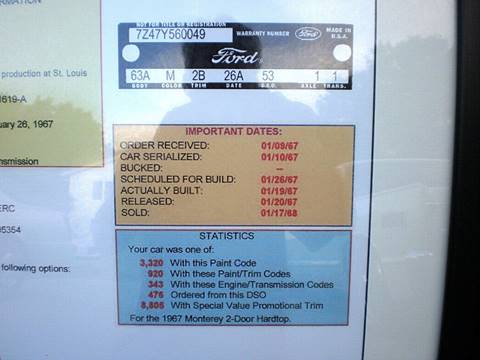 ORMATION
production at St. Louis
1619-A
uary 26, 1967
nsmission
ERC
35354
following options:
NOT FOR TITLE OR REGISTRATION
7Z47Y560049 WARRANTY NUMBER Ford MADE IN U.S.A.
Ford
63A M 2B 26A 53 1 1
BODY COLOR TRIM DATE D.S.O. AXLE TRANS.
IMPORTANT DATES:
ORDER RECEIVED: 01/09/67
CAR SERIALIZED: 01/10/67
BUCKED: --
SCHEDULED FOR BUILD: 01/26/67
ACTUALLY BUILT: 01/19/67
RELEASED: 01/20/67
SOLD: 01/17/68
STATISTICS
Your car was one of:
3,320 With this Paint Code
920 With these Paint/Trim Codes
343 With these Engine/Transmission Codes
476 Ordered from this DSO
8,805 With Special Value Promotional Trim
For the 1967 Monterey 2-Door Hardtop.